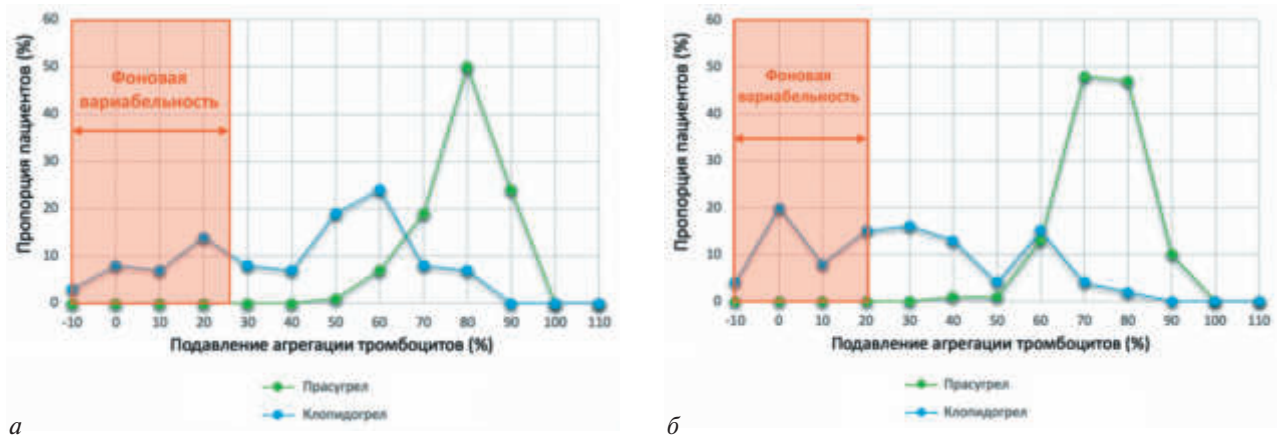 Пропорция пациентов (%)
60
50
40
30
20
10
0
Фоновая
вариабельность
-10 0 10 20 30 40 50 60 70 80 90 100 110
Подавление агрегации тромбоцитов (%)
Прасугрел
Клопидогрел
а
Пропорция пациентов (%)
60
50
40
30
20
10
0
Фоновая
вариабельность
-10 0 10 20 30 40 50 60 70 80 90 100 110
Подавление агрегации тромбоцитов (%)
Прасугрел
Клопидогрел
б